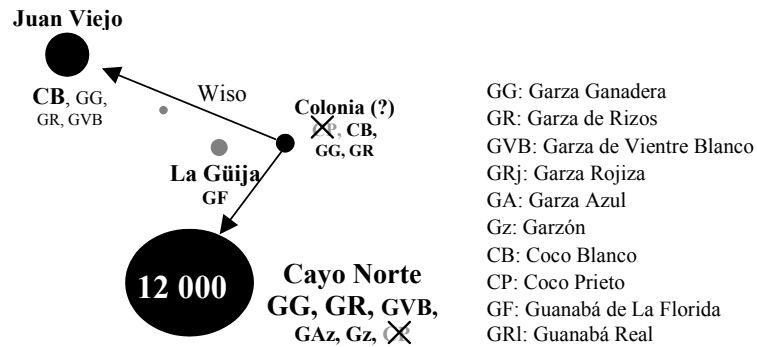 Juan Viejo
CB, GG,
GR, GVB
Wiso
Colonia (?)
CP, CB,
GG, GR
La Güija
GF
12 000
Cayo Norte
GG, GR, GVB,
GAz, Gz, CP
GG: Garza Ganadera
GR: Garza de Rizos
GVB: Garza de Vientre Blanco
GRj: Garza Rojiza
GA: Garza Azul
Gz: Garzón
CB: Coco Blanco
CP: Coco Prieto
GF: Guanabá de La Florida
GRl: Guanabá Real